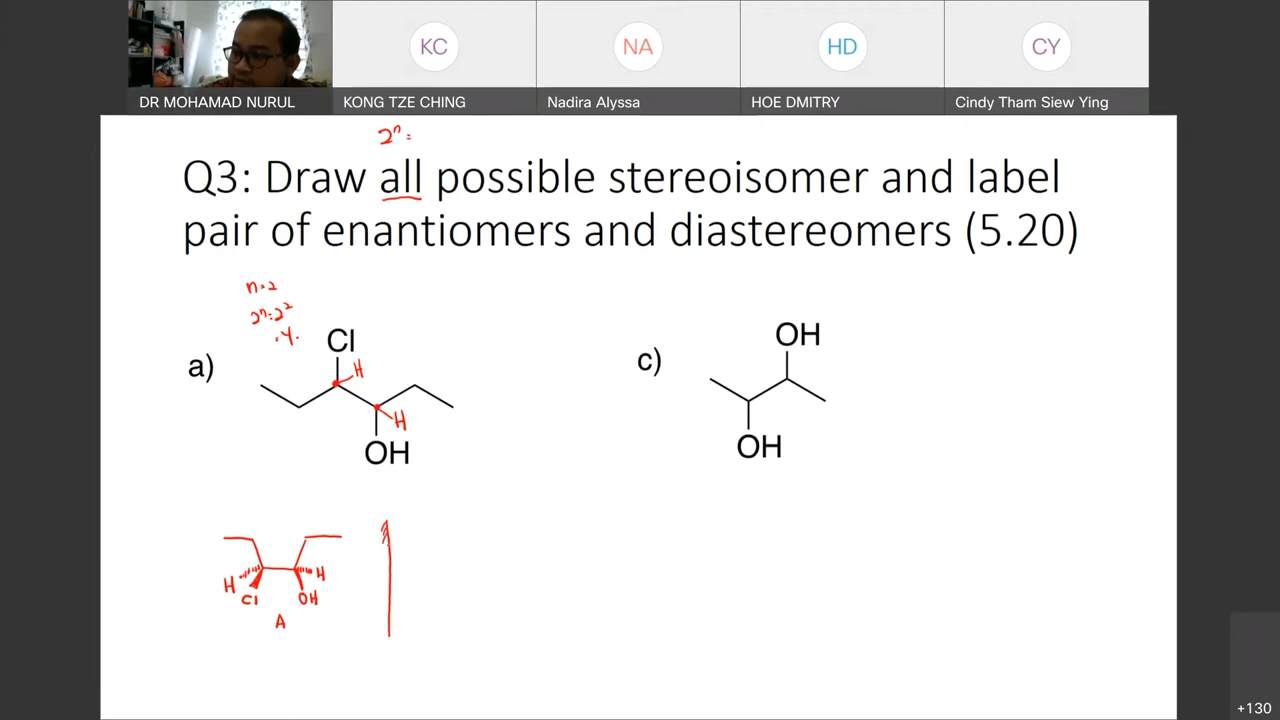 KC
NA
HD
CY
DR MOHAMAD NURUL
KONG TZE CHING
Nadira Alyssa
HOE DMITRY
Cindy Tham Siew Ying
2ⁿ =
Q3: Draw all possible stereoisomer and label
pair of enantiomers and diastereomers (5.20)
n=2
2ⁿ=2²
=4.
a)
Cl
H
H
OH
c)
OH
OH
H
H
Cl
OH
A
+130